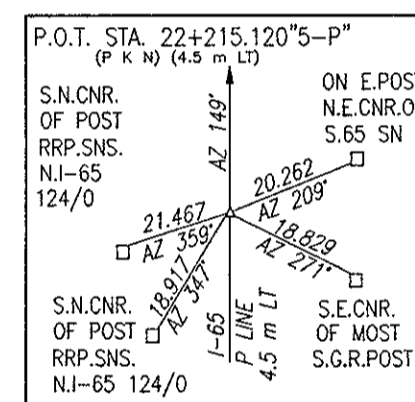 P.O.T. STA. 22+215.120"5-P"
(P K N) (4.5 m LT)
S.N.CNR.
OF POST
RRP.SNS.
N.I-65
124/0
AZ 149°
ON E.POST
N.E.CNR.O
S.65 SN
20.262
AZ 209°
21.467
AZ 359°
18.829
AZ 271°
18.917
AZ 347°
S.N.CNR.
OF POST
RRP.SNS.
N.I-65 124/0
I-65
P LINE
4.5 m LT
S.E.CNR.
OF MOST
S.G.R.POST